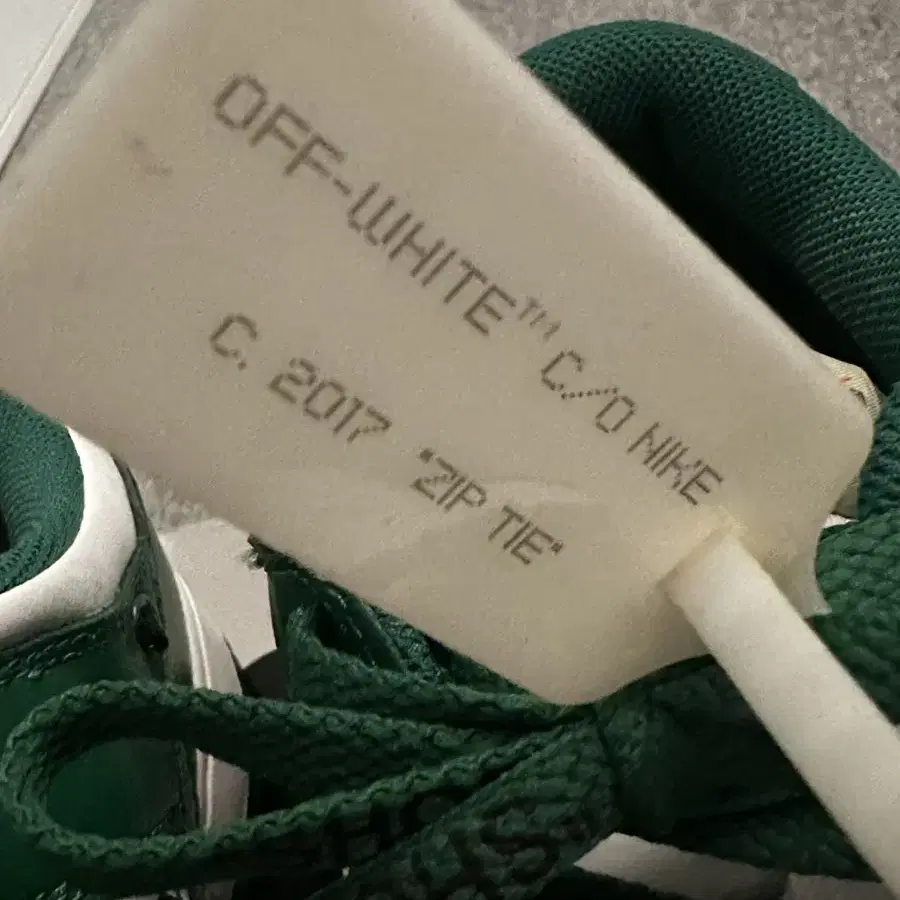 OFF-WHITE™ C/O NIKE
C. 2017 "ZIP TIE"